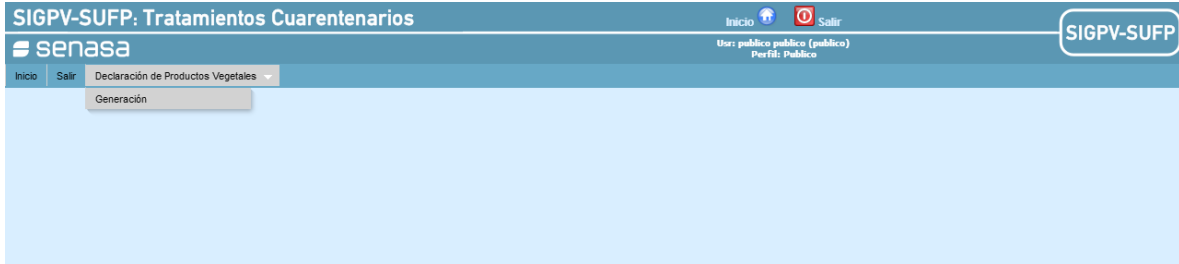 SIGPV-SUFP: Tratamientos Cuarentenarios
Inicio Salir
SIGPV-SUFP
senasa
Usr: publico publico (publico)
Perfil: Publico
Inicio Salir Declaración de Productos Vegetales
Generación